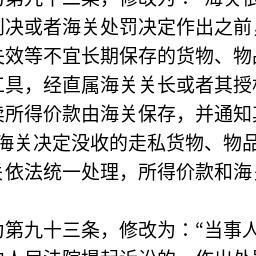 的第九十三条，修改为：“海关
判决或者海关处罚决定作出之前，
失效等不宜长期保存的货物、物品
工具，经直属海关关长或者其授权
卖所得价款由海关保存，并通知其
海关决定没收的走私货物、物品
关依法统一处理，所得价款和海关
为第九十三条，修改为：“当事人